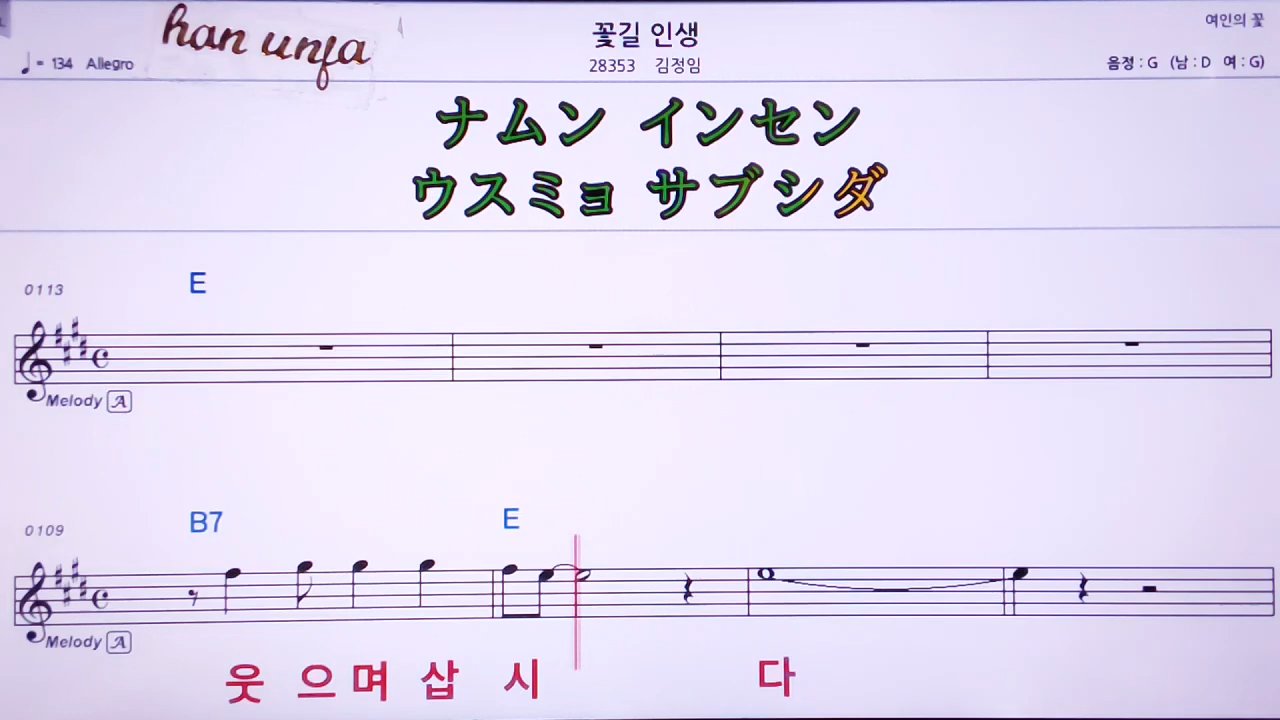 여인의 꽃
han unfa
꽃길 인생
♩= 134 Allegro
28353 김정임
음정 : G (남 : D 여 : G)
ナムン インセン
ウスミョ サブシダ
0113
E
Melody A
0109
B7 E
Melody A
웃 으 며 삽 시 다